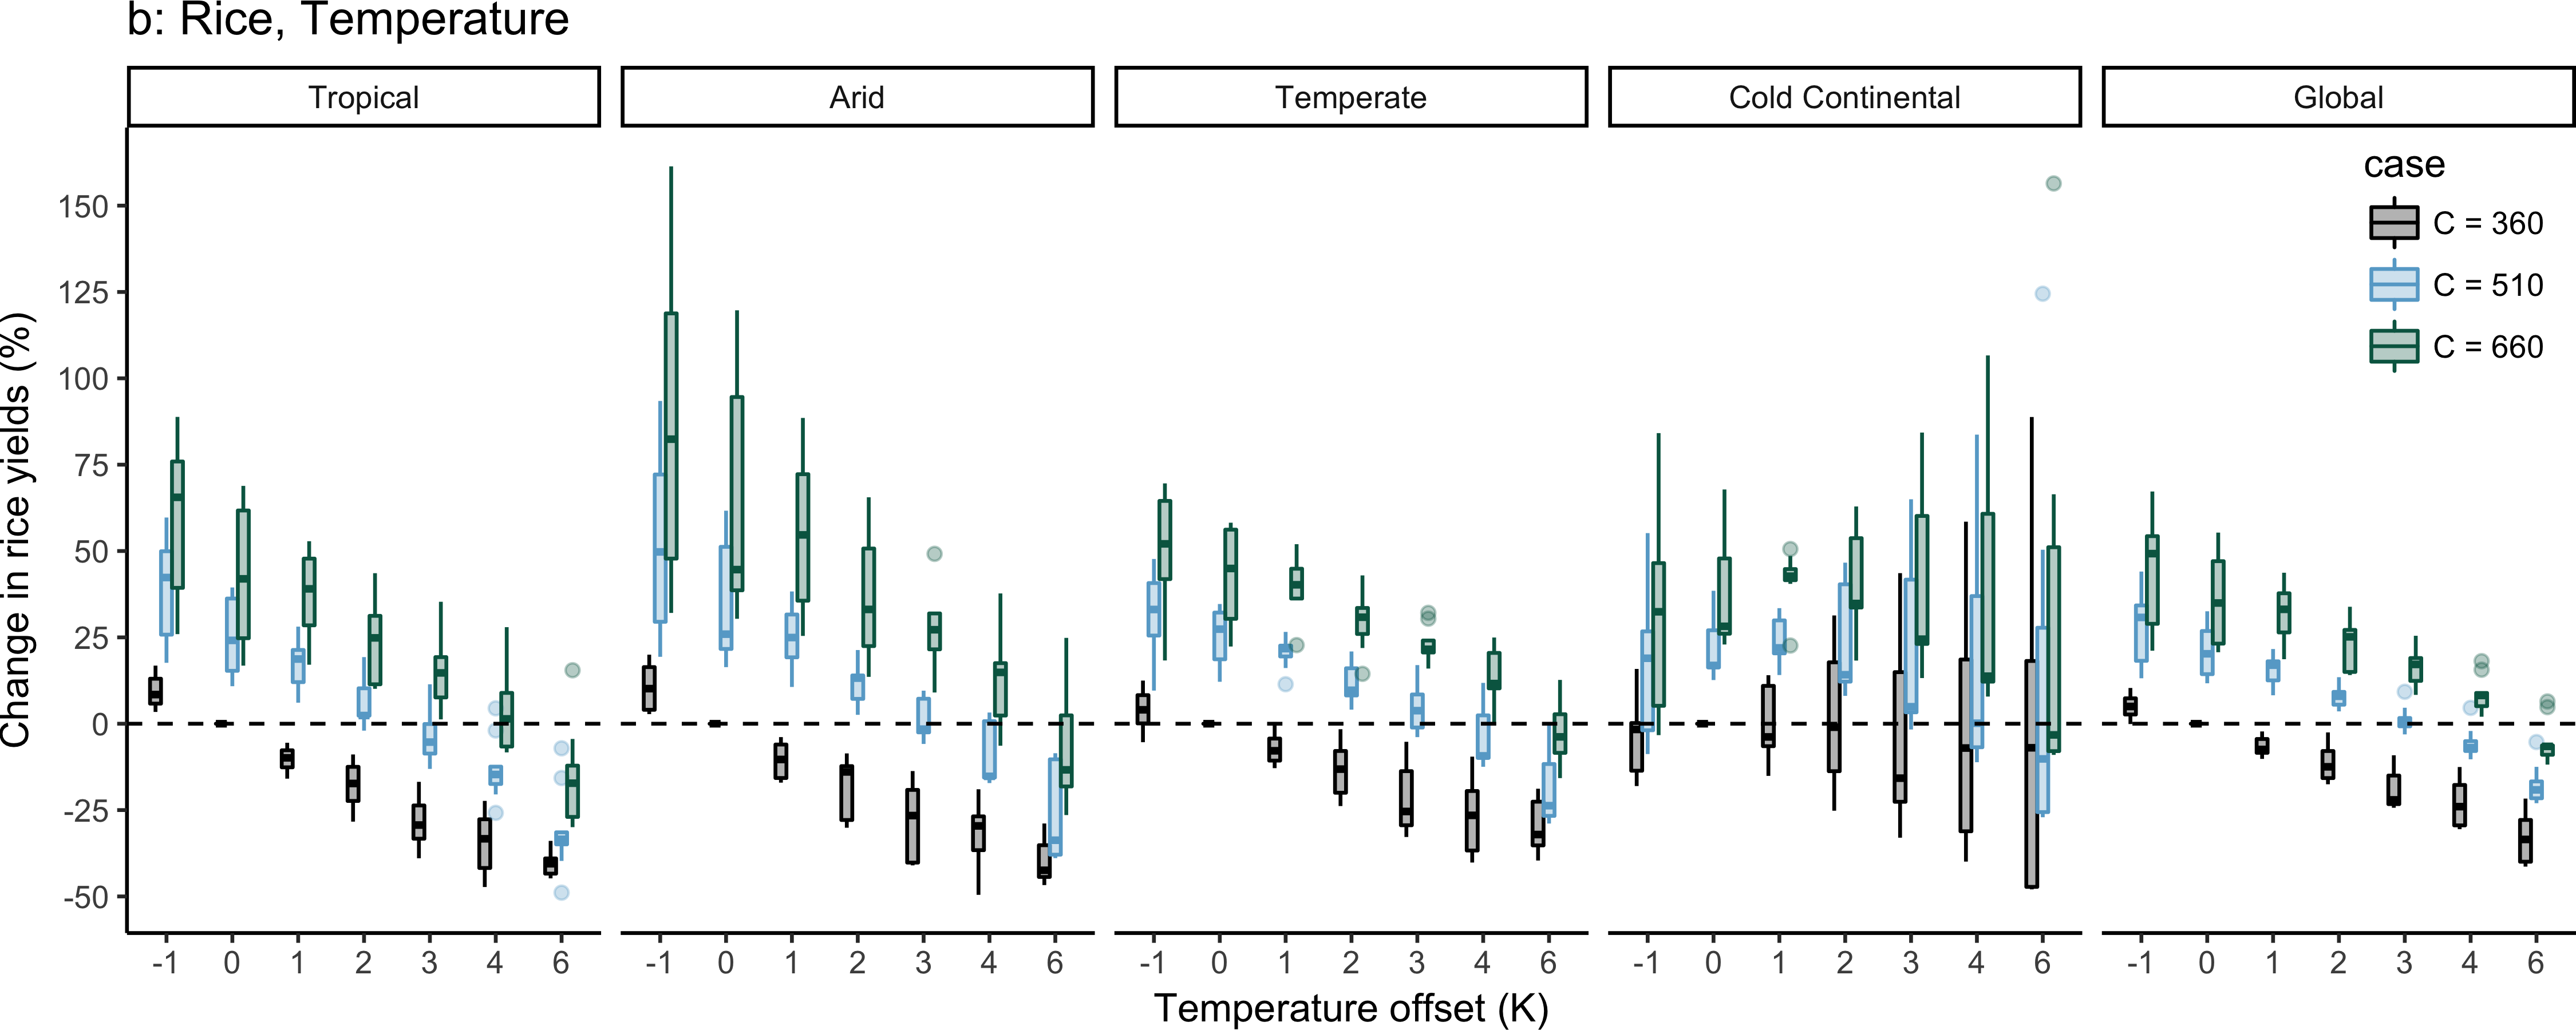 b: Rice, Temperature
Tropical
Arid
Temperate
Cold Continental
Global
Change in rice yields (%)
150
125
100
75
50
25
0
-25
-50
case
C = 360
C = 510
C = 660
-1 0 1 2 3 4 6
-1 0 1 2 3 4 6
-1 0 1 2 3 4 6
-1 0 1 2 3 4 6
-1 0 1 2 3 4 6
Temperature offset (K)